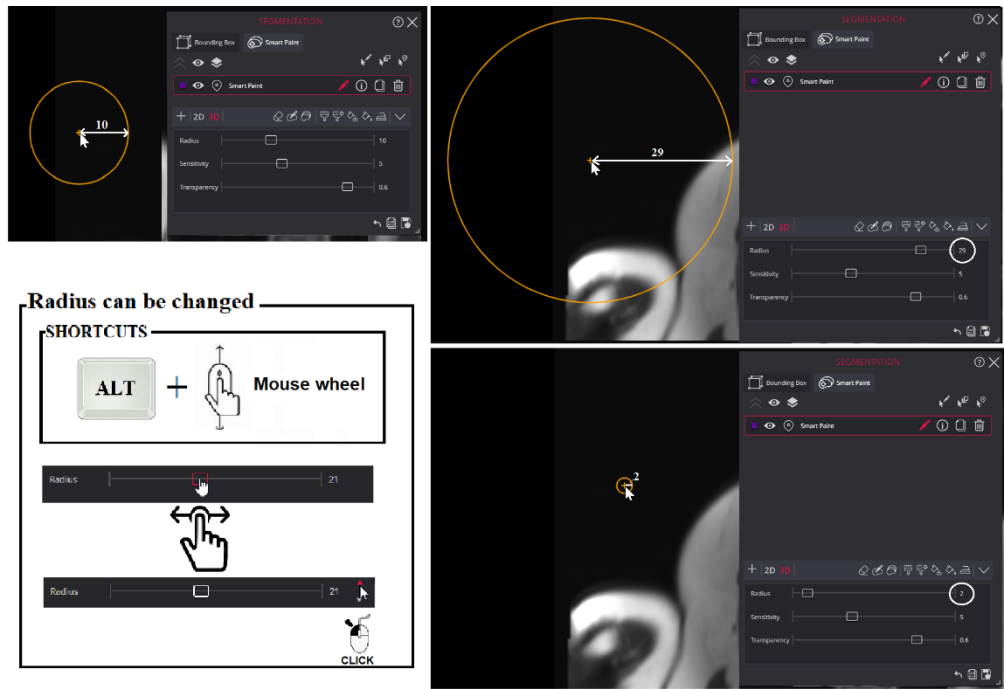 SEGMENTATION
Bounding Box
Smart Paint
Smart Paint
2D 3D
Radius
10
Sensitivity
5
Transparency
0.6
10
SEGMENTATION
Bounding Box
Smart Paint
Smart Paint
2D 3D
Radius
29
Sensitivity
5
Transparency
0.6
29
Radius can be changed
SHORTCUTS
ALT + Mouse wheel
Radius 21
Radius 21
CLICK
SEGMENTATION
Bounding Box
Smart Paint
Smart Paint
2D 3D
Radius
2
Sensitivity
5
Transparency
0.6
2